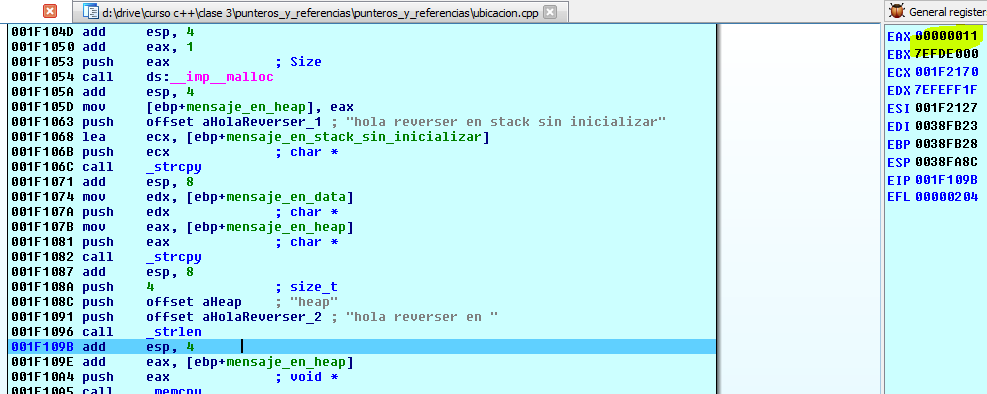 d:\drive\curso c++\clase 3\punteros_y_referencias\punteros_y_referencias\ubicacion.cpp
001F104D add esp, 4
001F1050 add eax, 1
001F1053 push eax ; Size
001F1054 call ds:__imp__malloc
001F105A add esp, 4
001F105D mov [ebp+mensaje_en_heap], eax
001F1063 push offset aHolaReverser_1 ; "hola reverser en stack sin inicializar"
001F1068 lea ecx, [ebp+mensaje_en_stack_sin_inicializar]
001F106B push ecx ; char *
001F106C call _strcpy
001F1071 add esp, 8
001F1074 mov edx, [ebp+mensaje_en_data]
001F107A push edx ; char *
001F107B mov eax, [ebp+mensaje_en_heap]
001F1081 push eax ; char *
001F1082 call _strcpy
001F1087 add esp, 8
001F108A push 4 ; size_t
001F108C push offset aHeap ; "heap"
001F1091 push offset aHolaReverser_2 ; "hola reverser en "
001F1096 call _strlen
001F109B add esp, 4
001F109E add eax, [ebp+mensaje_en_heap]
001F10A4 push eax ; void *
001F10A5 call _memcpy
General register
EAX 00000011
EBX 7EFDE000
ECX 001F2170
EDX 7EFEFF1F
ESI 001F2127
EDI 0038FB23
EBP 0038FB28
ESP 0038FA8C
EIP 001F109B
EFL 00000204